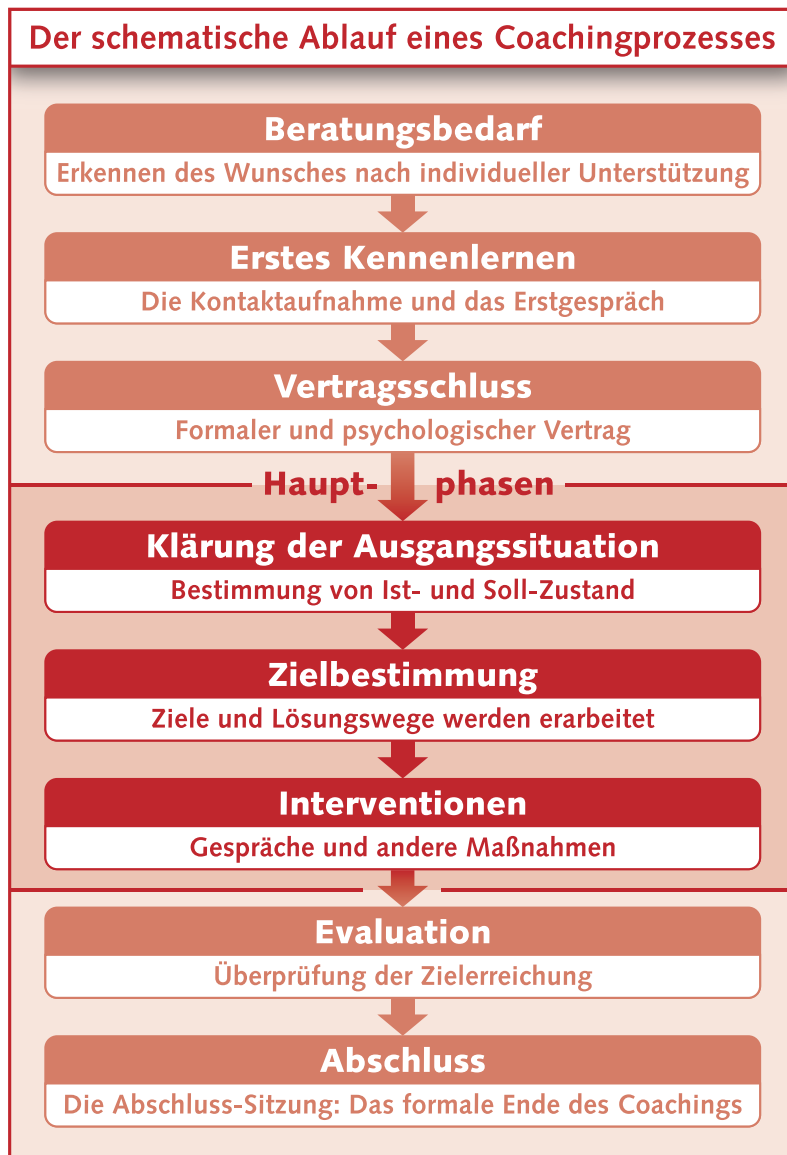 Der schematische Ablauf eines Coachingprozesses
Beratungsbedarf
Erkennen des Wunsches nach individueller Unterstützung
Erstes Kennenlernen
Die Kontaktaufnahme und das Erstgespräch
Vertragsschluss
Formaler und psychologischer Vertrag
Haupt- phasen
Klärung der Ausgangssituation
Bestimmung von Ist- und Soll-Zustand
Zielbestimmung
Ziele und Lösungswege werden erarbeitet
Interventionen
Gespräche und andere Maßnahmen
Evaluation
Überprüfung der Zielerreichung
Abschluss
Die Abschluss-Sitzung: Das formale Ende des Coachings